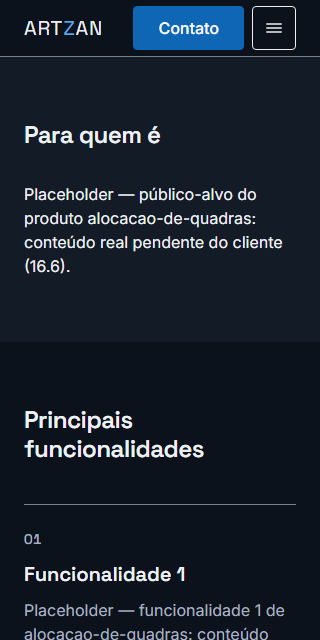 ARTZAN
Contato
Para quem é
Placeholder — público-alvo do
produto alocacao-de-quadras:
conteúdo real pendente do cliente
(16.6).
Principais
funcionalidades
01
Funcionalidade 1
Placeholder — funcionalidade 1 de
alocacao-de-quadras: conteúdo